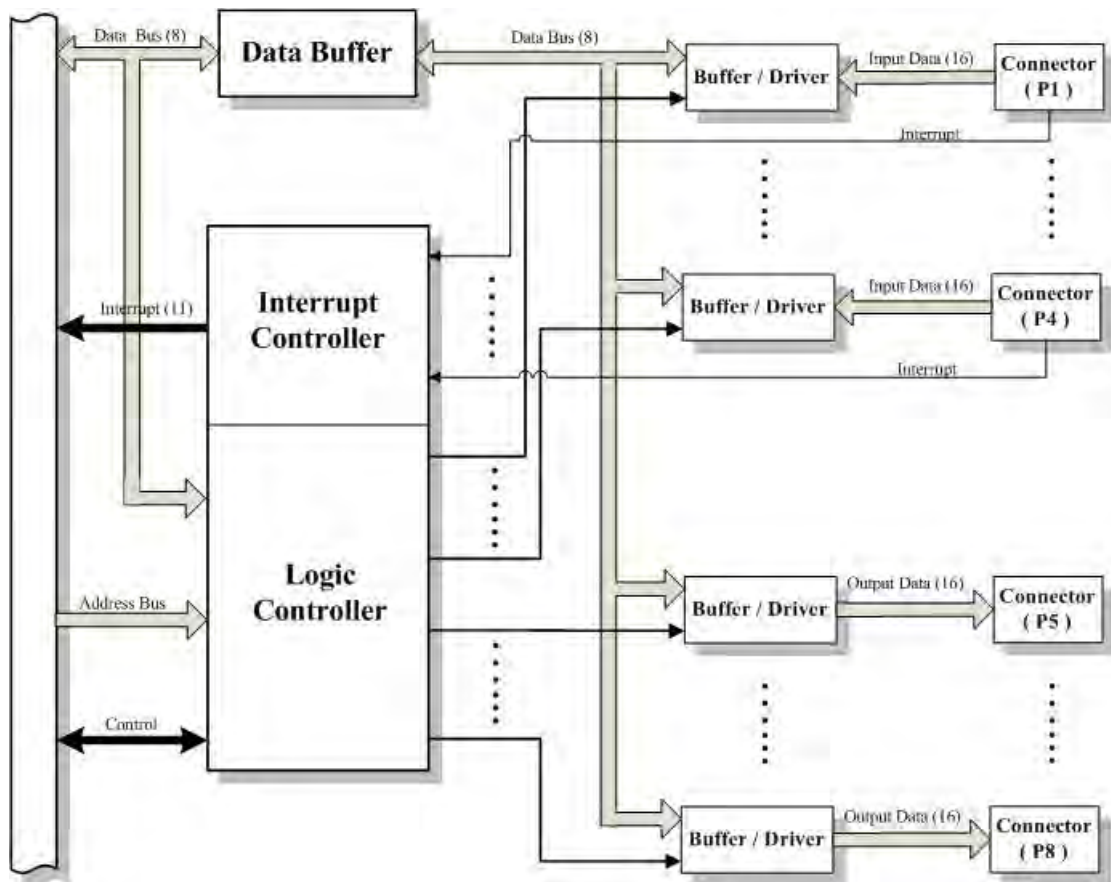 Data Bus (8)
Data Buffer
Data Bus (8)
Buffer / Driver
Input Data (16)
Connector
( P1 )
Interrupt
Interrupt (11)
Interrupt
Controller
Buffer / Driver
Input Data (16)
Connector
( P4 )
Interrupt
Logic
Controller
Address Bus
Control
Buffer / Driver
Output Data (16)
Connector
( P5 )
Buffer / Driver
Output Data (16)
Connector
( P8 )